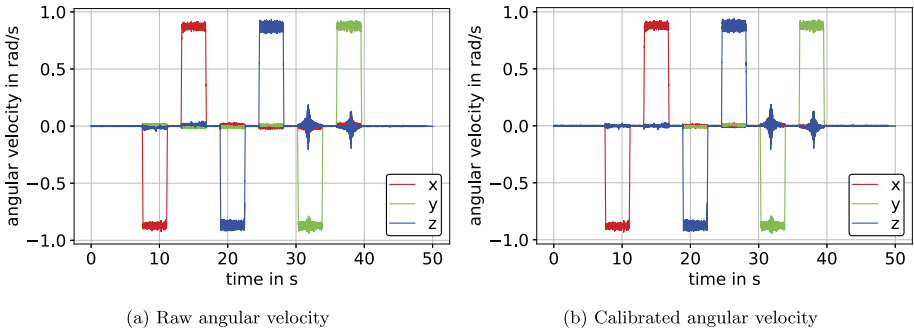 angular velocity in rad/s
1.0
0.5
0.0
−0.5
−1.0
x
y
z
0 10 20 30 40 50
time in s
(a) Raw angular velocity
angular velocity in rad/s
1.0
0.5
0.0
−0.5
−1.0
x
y
z
0 10 20 30 40 50
time in s
(b) Calibrated angular velocity